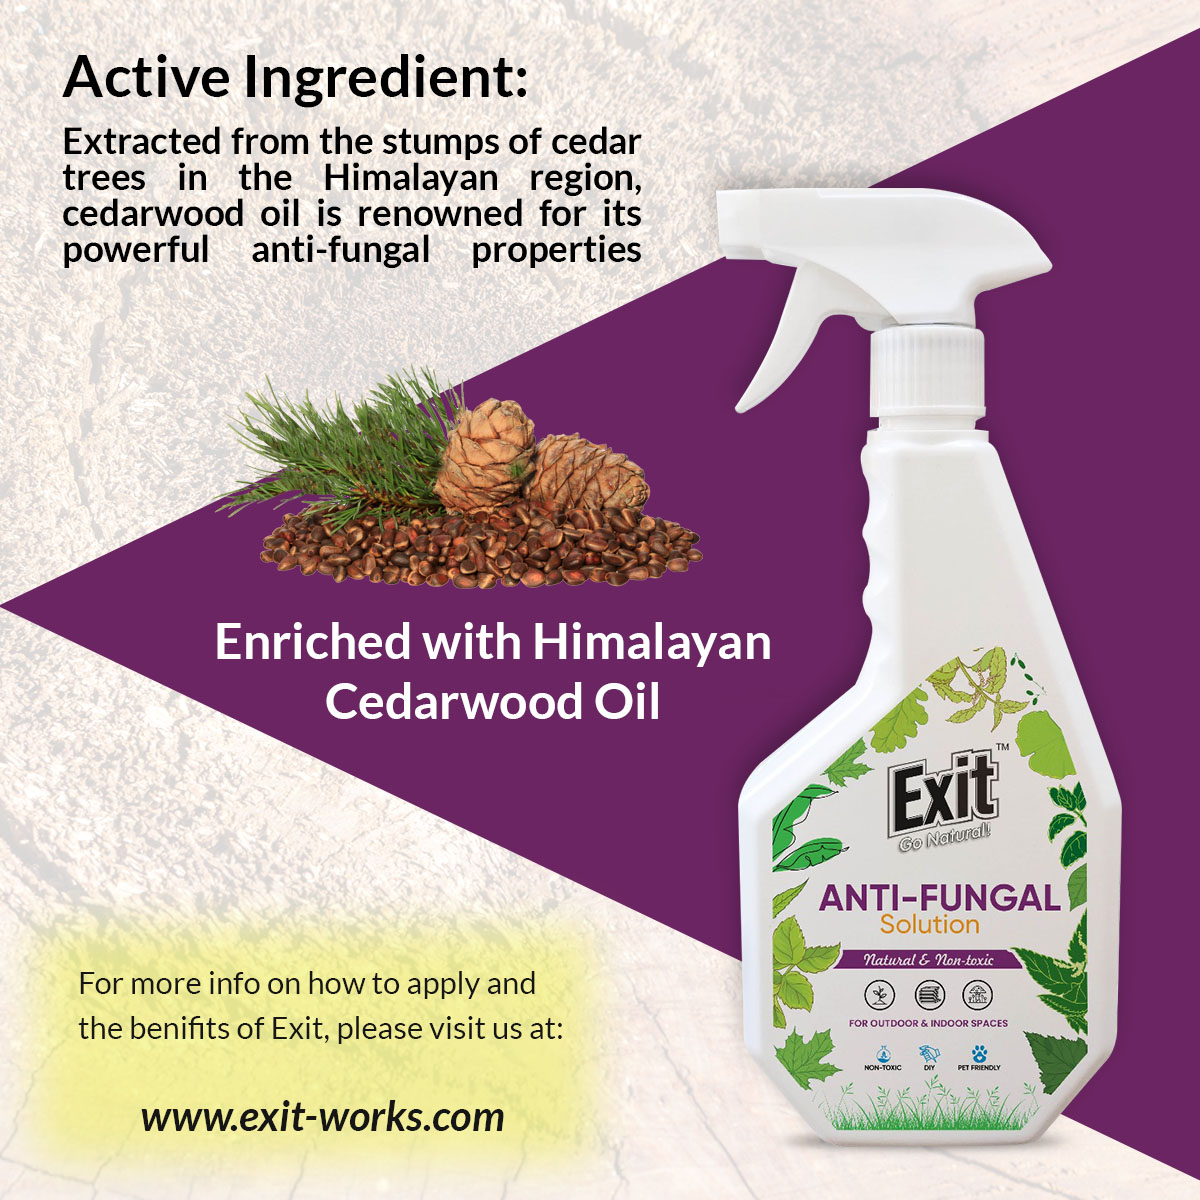 Active Ingredient:
Extracted from the stumps of cedar
trees in the Himalayan region,
cedarwood oil is renowned for its
powerful anti-fungal properties
Enriched with Himalayan
Cedarwood Oil
Exit™
Go Natural!
ANTI-FUNGAL
Solution
Natural & Non-toxic
FOR OUTDOOR & INDOOR SPACES
NON-TOXIC DIY PET FRIENDLY
For more info on how to apply and
the benifits of Exit, please visit us at:
www.exit-works.com